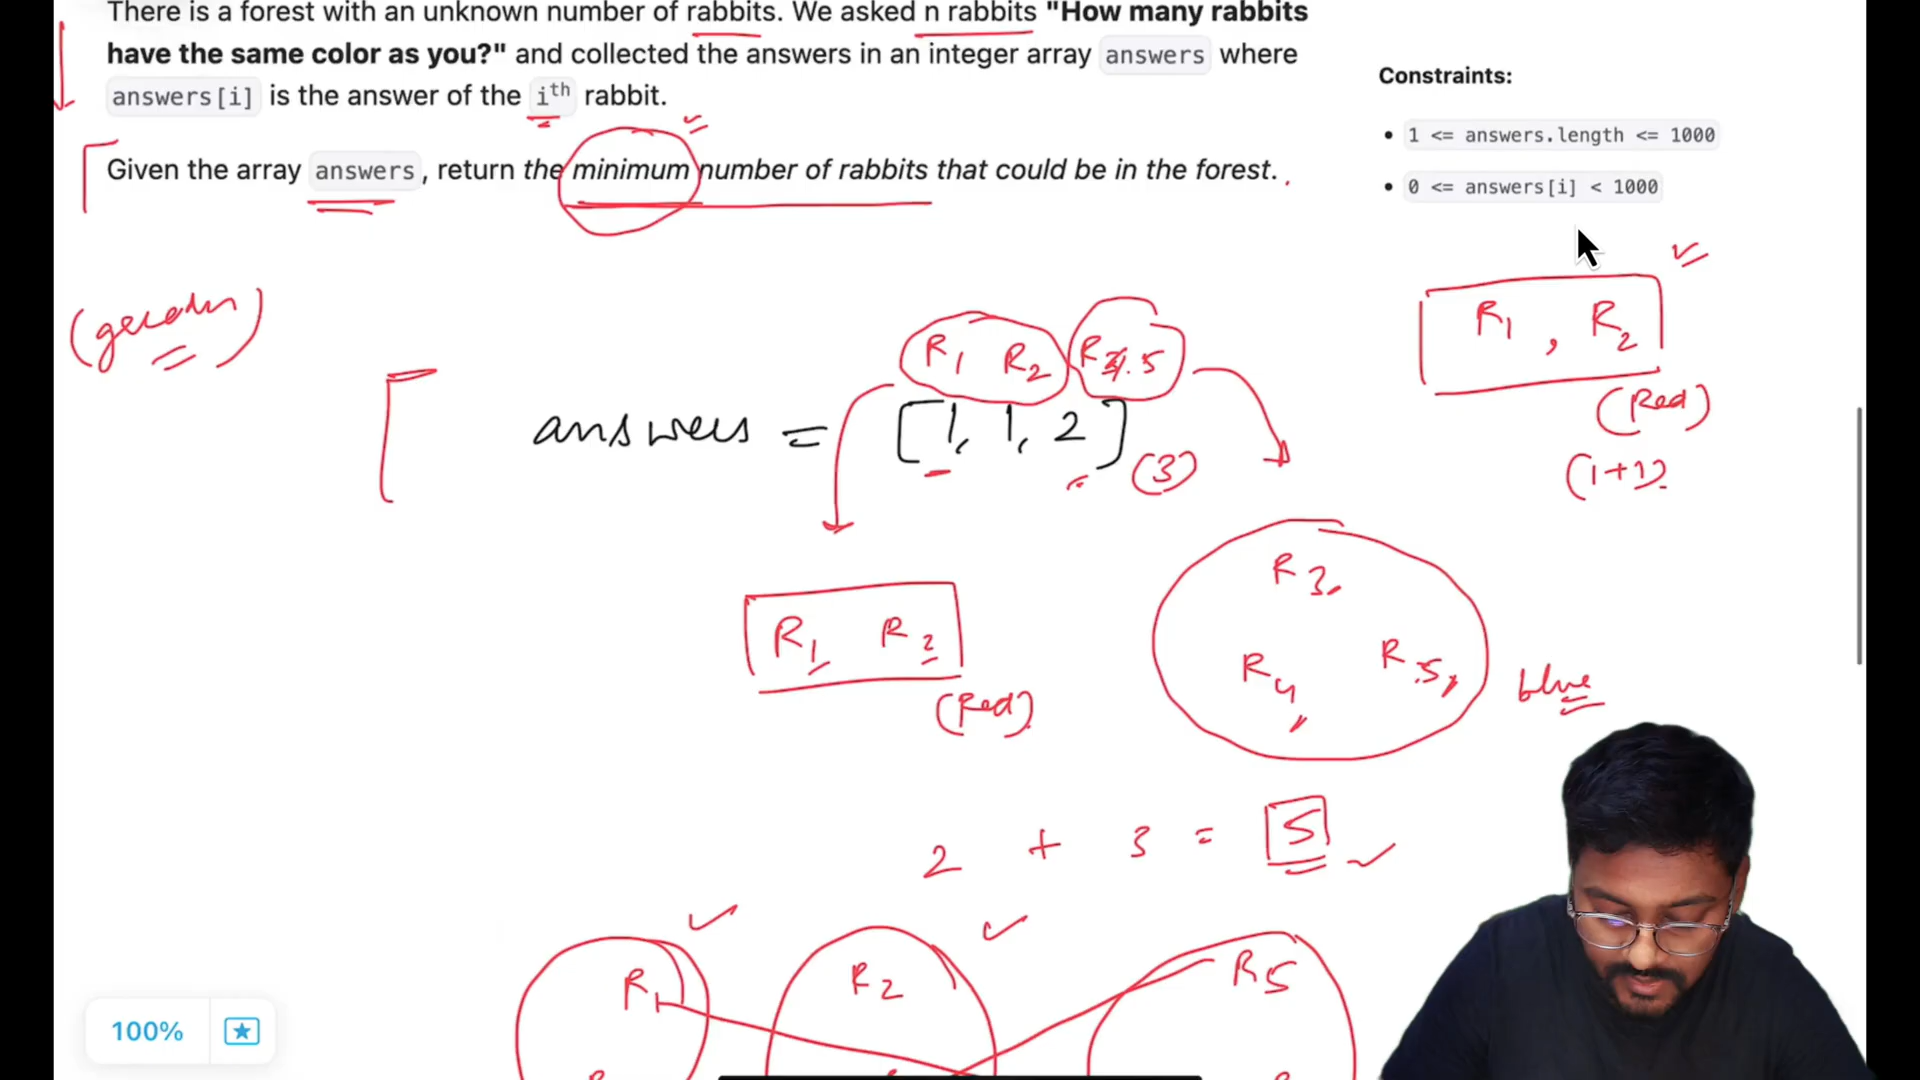 There is a forest with an unknown number of rabbits. We asked n rabbits "How many rabbits
have the same color as you?" and collected the answers in an integer array answers where
answers[i] is the answer of the ith rabbit.
Given the array answers, return the minimum number of rabbits that could be in the forest.
Constraints:
• 1 <= answers.length <= 1000
• 0 <= answers[i] < 1000
R1, R2
(Red)
(1+1)
R1 R2
answers = [1, 1, 2]
(3)
R3
R4 R5
blue
R1 R2
(Red)
2 + 3 = 5
R1 R2 R5
100%